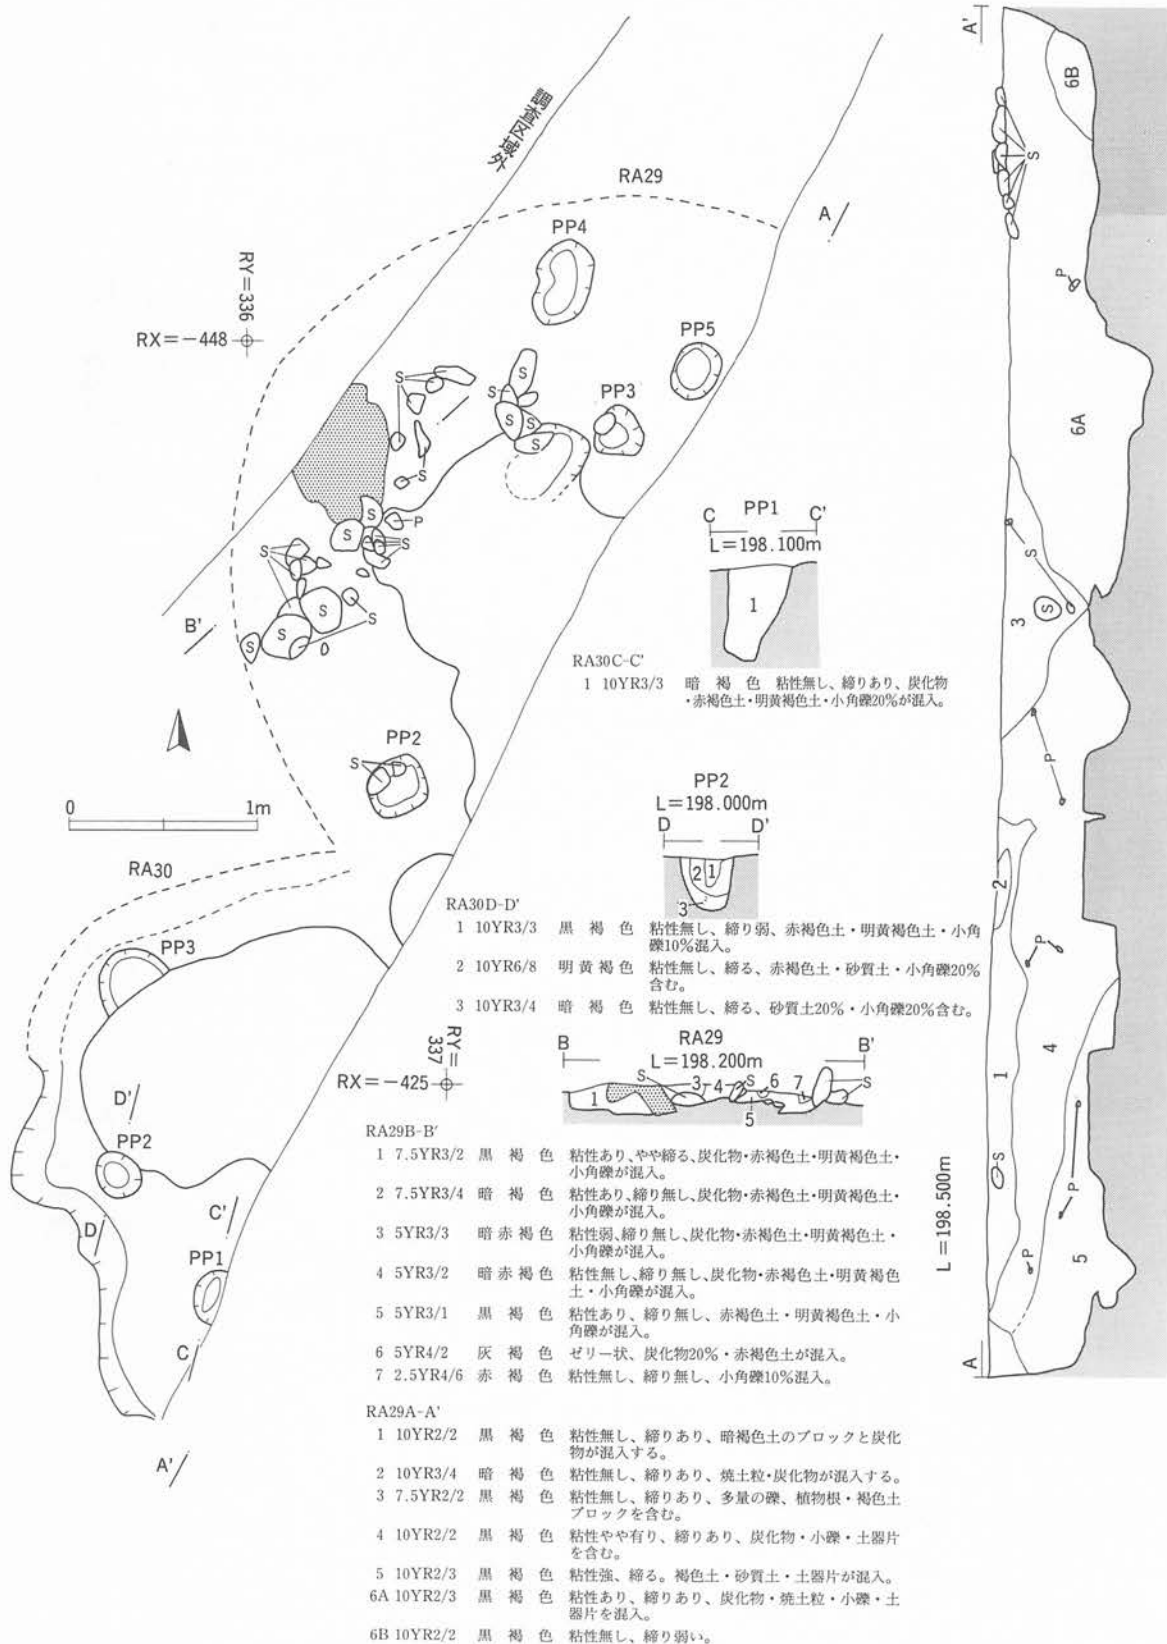 調査区域外
RA29
A
PP4
RY=336
RX=−448
PP5
S
S
S
PP3
S
S
S
S
P
S
S
S
S
S
S
B'
S
PP2
S
0 1m
RA30
PP3
D'
PP2
D
C'
PP1
C
A'
PP1
C C'
L=198.100m
1
RA30C-C'
1 10YR3/3 暗褐色 粘性無し、締りあり、炭化物
・赤褐色土・明黄褐色土・小角礫20%が混入。
PP2
L=198.000m
D D'
2 1
3
RA30D-D'
1 10YR3/3 黒褐色 粘性無し、締り弱、赤褐色土・明黄褐色土・小角
礫10%混入。
2 10YR6/8 明黄褐色 粘性無し、締る、赤褐色土・砂質土・小角礫20%
含む。
3 10YR3/4 暗褐色 粘性無し、締る、砂質土20%・小角礫20%含む。
RY=337
RX=−425
RA29
B B'
L=198.200m
S 3 4 S 6 7 S
1
5
RA29B-B'
1 7.5YR3/2 黒褐色 粘性あり、やや締る、炭化物・赤褐色土・明黄褐色土・
小角礫が混入。
2 7.5YR3/4 暗褐色 粘性あり、締り無し、炭化物・赤褐色土・明黄褐色土・
小角礫が混入。
3 5YR3/3 暗赤褐色 粘性弱、締り無し、炭化物・赤褐色土・明黄褐色土・
小角礫が混入。
4 5YR3/2 暗赤褐色 粘性無し、締り無し、炭化物・赤褐色土・明黄褐色
土・小角礫が混入。
5 5YR3/1 黒褐色 粘性あり、締り無し、赤褐色土・明黄褐色土・小
角礫が混入。
6 5YR4/2 灰褐色 ゼリー状、炭化物20%・赤褐色土が混入。
7 2.5YR4/6 赤褐色 粘性無し、締り無し、小角礫10%混入。
RA29A-A'
1 10YR2/2 黒褐色 粘性無し、締りあり、暗褐色土のブロックと炭化
物が混入する。
2 10YR3/4 暗褐色 粘性無し、締りあり、焼土粒・炭化物が混入する。
3 7.5YR2/2 黒褐色 粘性無し、締りあり、多量の礫、植物根・褐色土
ブロックを含む。
4 10YR2/2 黒褐色 粘性やや有り、締りあり、炭化物・小礫・土器片
を含む。
5 10YR2/3 黒褐色 粘性強、締る。褐色土・砂質土・土器片が混入。
6A 10YR2/3 黒褐色 粘性あり、締りあり、炭化物・焼土粒・小礫・土
器片を混入。
6B 10YR2/2 黒褐色 粘性無し、締り弱い。
A'
6B
S
P
6A
S
3
S
P
2
P
4
1
S
P
P
5
A
L=198.500m